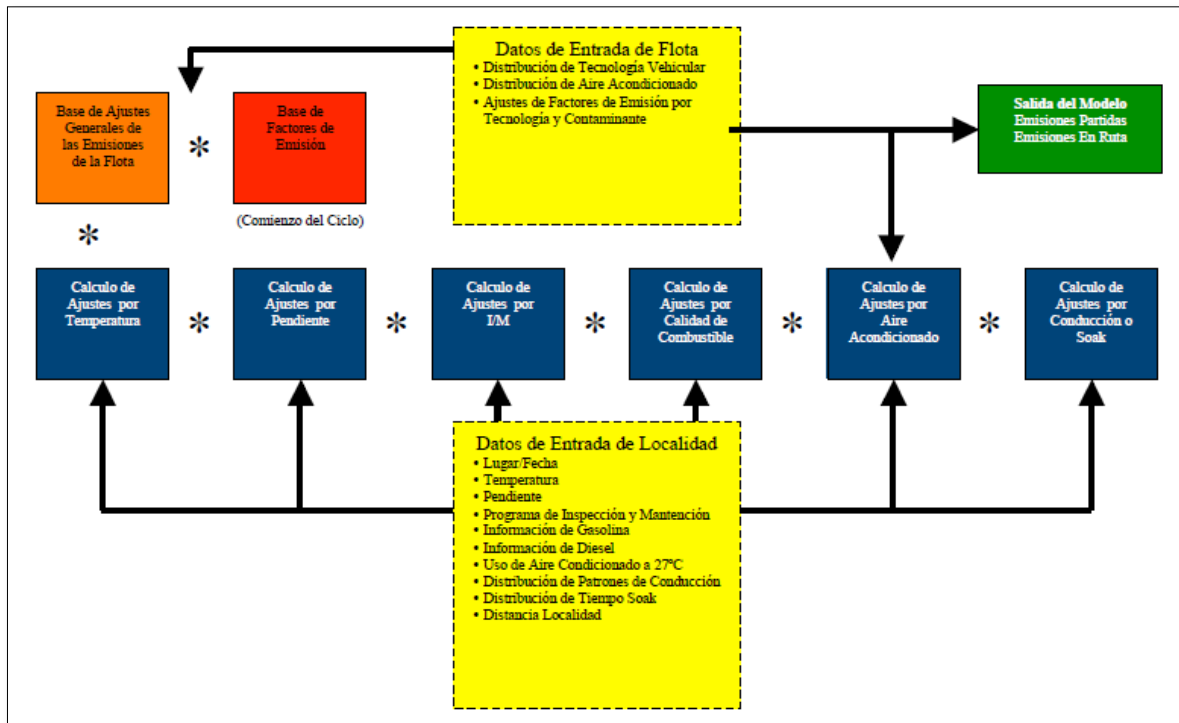 Datos de Entrada de Flota
• Distribución de Tecnología Vehicular
• Distribución de Aire Acondicionado
• Ajustes de Factores de Emisión por
Tecnología y Contaminante
Base de Ajustes
Generales de
las Emisiones
de la Flota
*
Base de
Factores de
Emisión
(Comienzo del Ciclo)
Salida del Modelo
Emisiones Partidas
Emisiones En Ruta
*
Calculo de
Ajustes por
Temperatura
*
Calculo de
Ajustes por
Pendiente
*
Calculo de
Ajustes por
I/M
*
Calculo de
Ajustes por
Calidad de
Combustible
*
Calculo de
Ajustes por
Aire
Acondicionado
*
Calculo de
Ajustes por
Conducción o
Soak
Datos de Entrada de Localidad
• Lugar/Fecha
• Temperatura
• Pendiente
• Programa de Inspección y Mantención
• Información de Gasolina
• Información de Diesel
• Uso de Aire Condicionado a 27ºC
• Distribución de Patrones de Conducción
• Distribución de Tiempo Soak
• Distancia Localidad